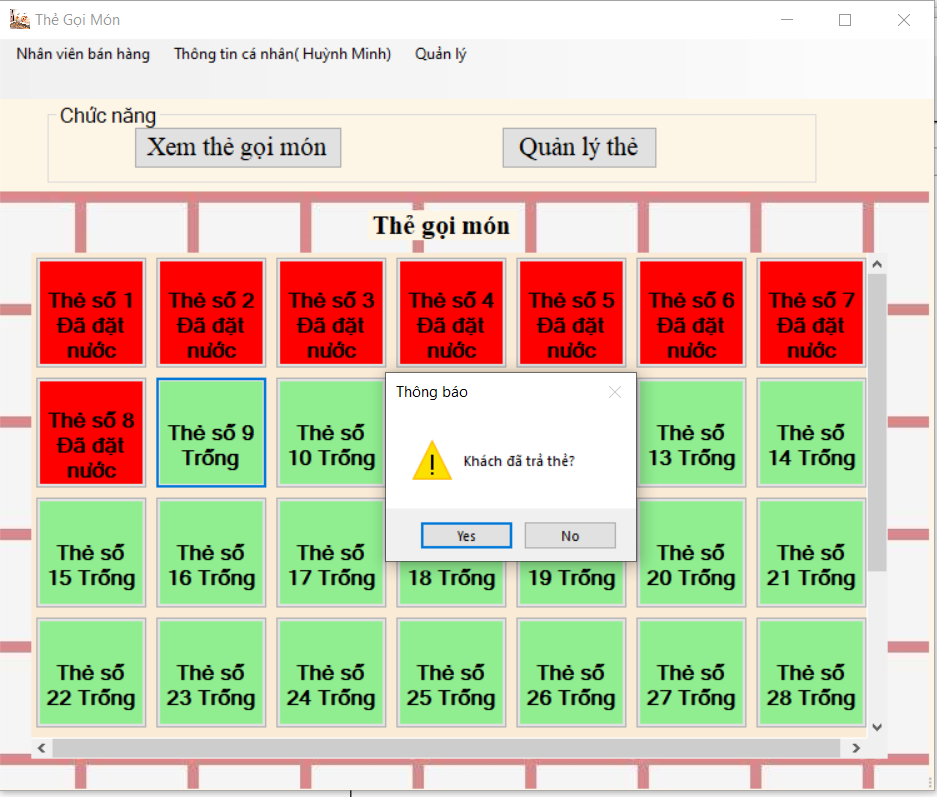 Thẻ Gọi Món
Nhân viên bán hàng Thông tin cá nhân( Huỳnh Minh) Quản lý
Chức năng
Xem thẻ gọi món Quản lý thẻ
Thẻ gọi món
Thẻ số 1
Đã đặt
nước
Thẻ số 2
Đã đặt
nước
Thẻ số 3
Đã đặt
nước
Thẻ số 4
Đã đặt
nước
Thẻ số 5
Đã đặt
nước
Thẻ số 6
Đã đặt
nước
Thẻ số 7
Đã đặt
nước
Thẻ số 8
Đã đặt
nước
Thẻ số 9
Trống
Thẻ số
10 Trống
Thông báo
Khách đã trả thẻ?
Yes No
Thẻ số
13 Trống
Thẻ số
14 Trống
Thẻ số
15 Trống
Thẻ số
16 Trống
Thẻ số
17 Trống
18 Trống
19 Trống
Thẻ số
20 Trống
Thẻ số
21 Trống
Thẻ số
22 Trống
Thẻ số
23 Trống
Thẻ số
24 Trống
Thẻ số
25 Trống
Thẻ số
26 Trống
Thẻ số
27 Trống
Thẻ số
28 Trống